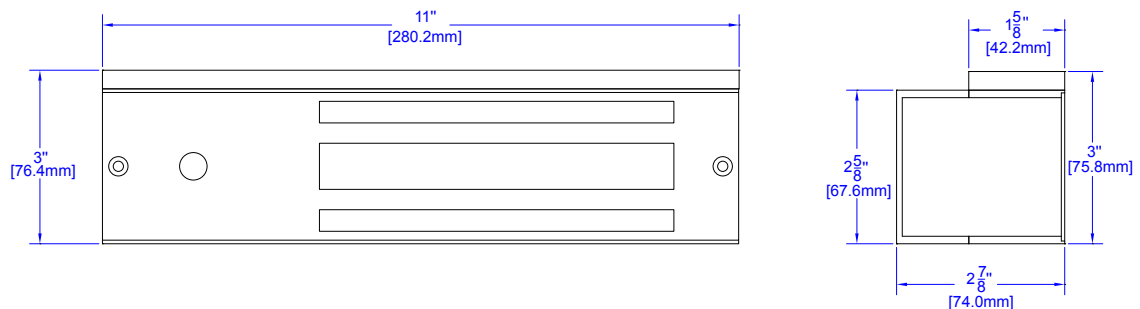 11"
[280.2mm]
1 5/8"
[42.2mm]
3"
[76.4mm]
2 5/8"
[67.6mm]
3"
[75.8mm]
2 7/8"
[74.0mm]